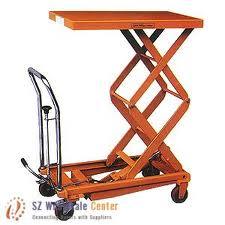 SZ Wholesale Center
Connecting Buyers with Suppliers